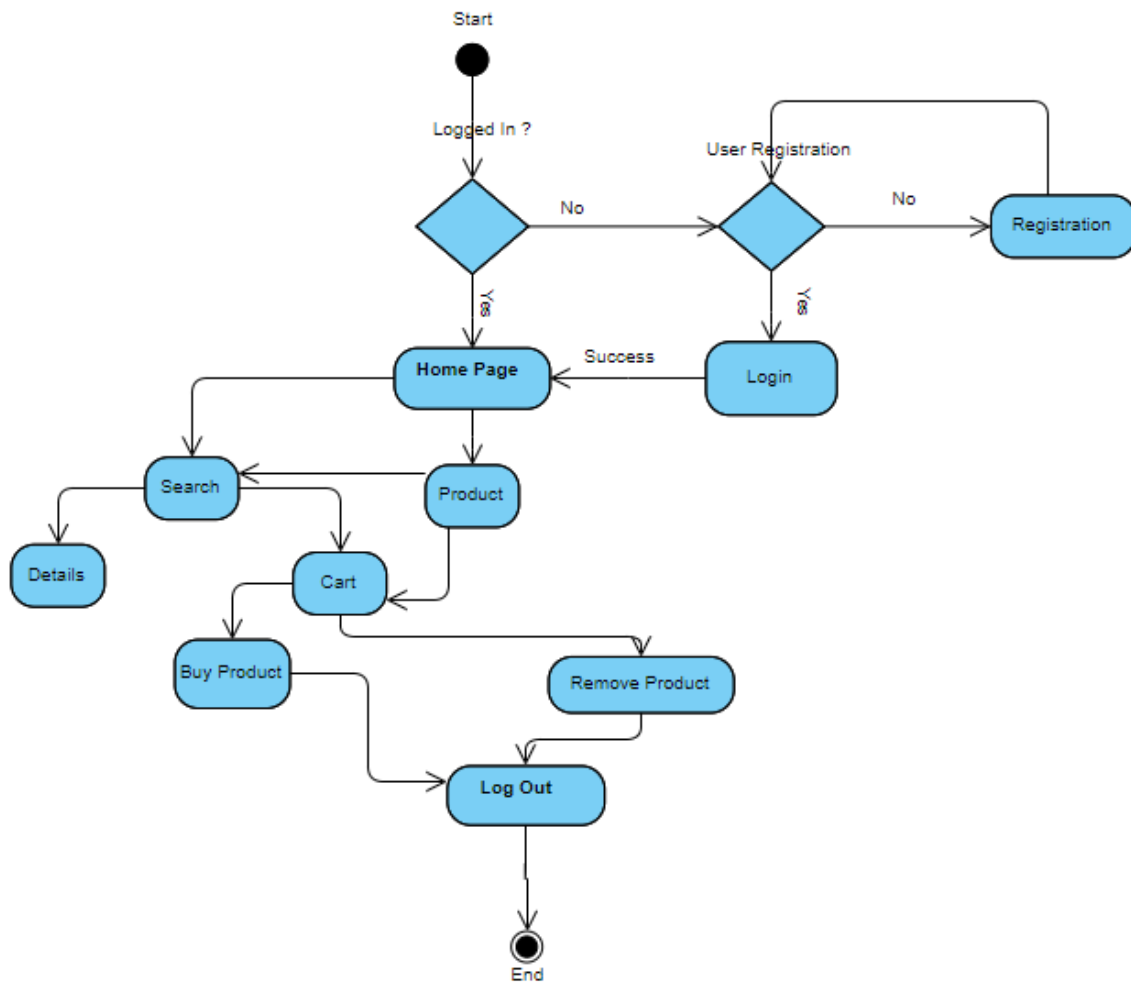 Start
Logged In ?
User Registration
No
No
Registration
Yes
Yes
Home Page
Success
Login
Search
Product
Details
Cart
Buy Product
Remove Product
Log Out
End